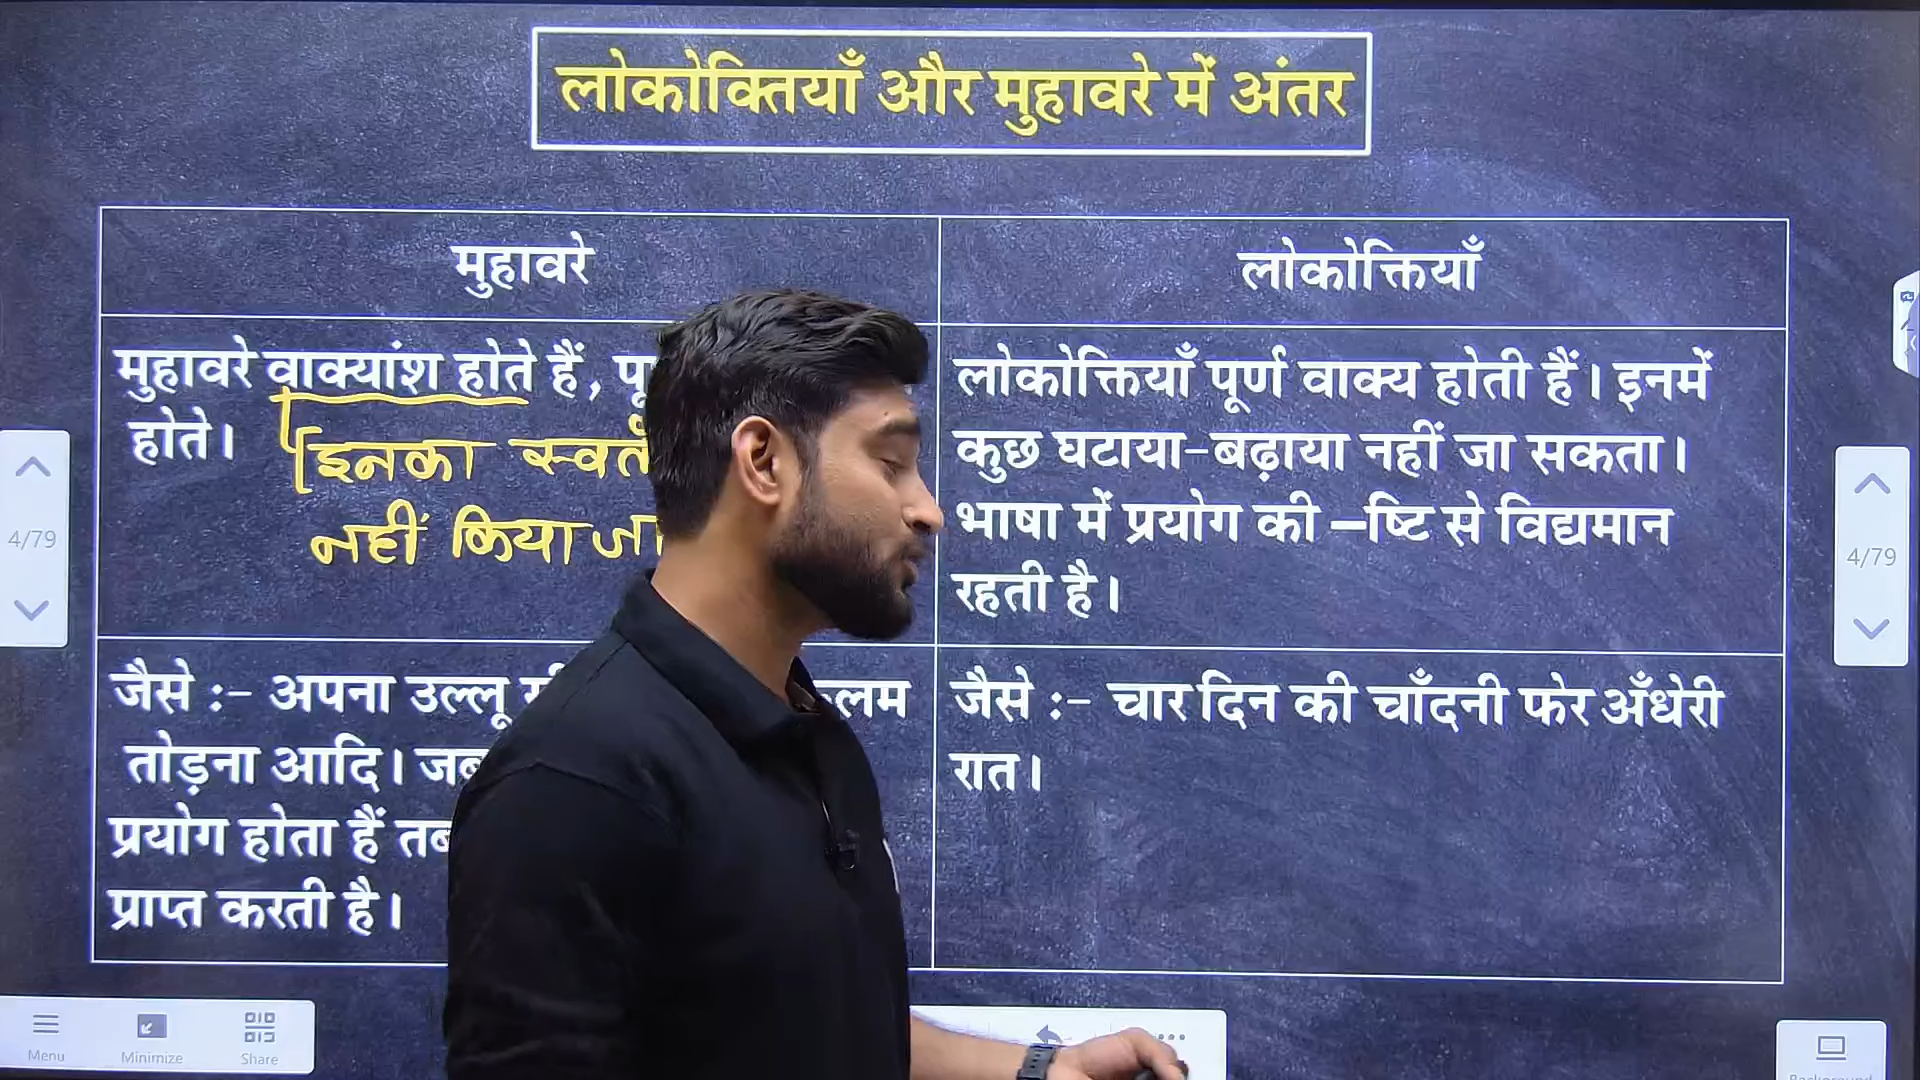 लोकोक्तियाँ और मुहावरे में अंतर
मुहावरे
लोकोक्तियाँ
मुहावरे वाक्यांश होते हैं,
होते।
इनका
नहीं किया
लोकोक्तियाँ पूर्ण वाक्य होती हैं। इनमें
कुछ घटाया-बढ़ाया नहीं जा सकता।
भाषा में प्रयोग की –ष्टि से विद्यमान
रहती है।
जैसे :- अपना उल्लू
तोड़ना आदि।
प्रयोग होता हैं
प्राप्त करती है।
जैसे :- चार दिन की चाँदनी फेर अँधेरी
रात।
4/79
4/79
Menu
Minimize
Share